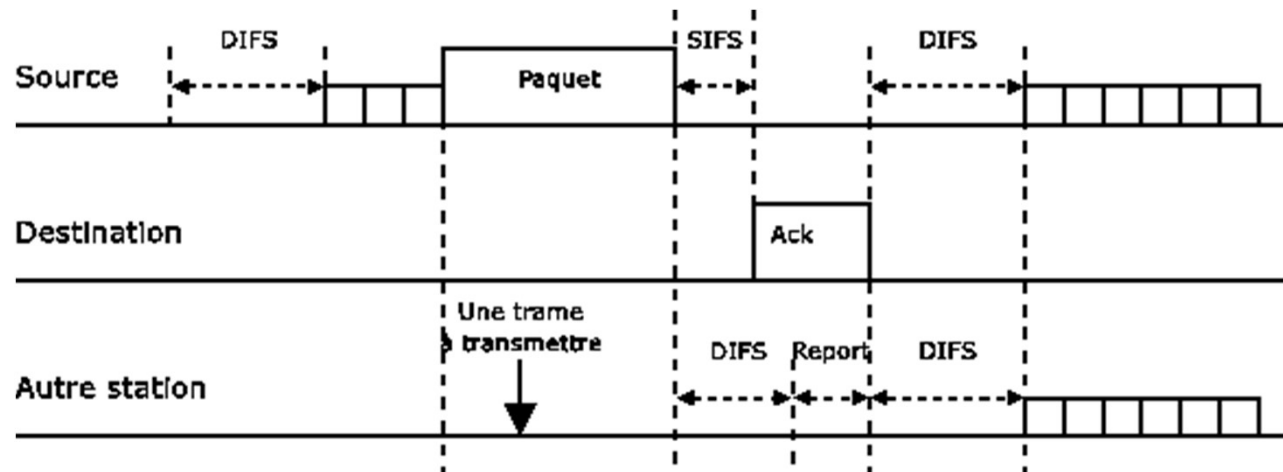 DIFS
SIFS
DIFS
Source
Paquet
Destination
Ack
Une trame
à transmettre
DIFS
Report
DIFS
Autre station